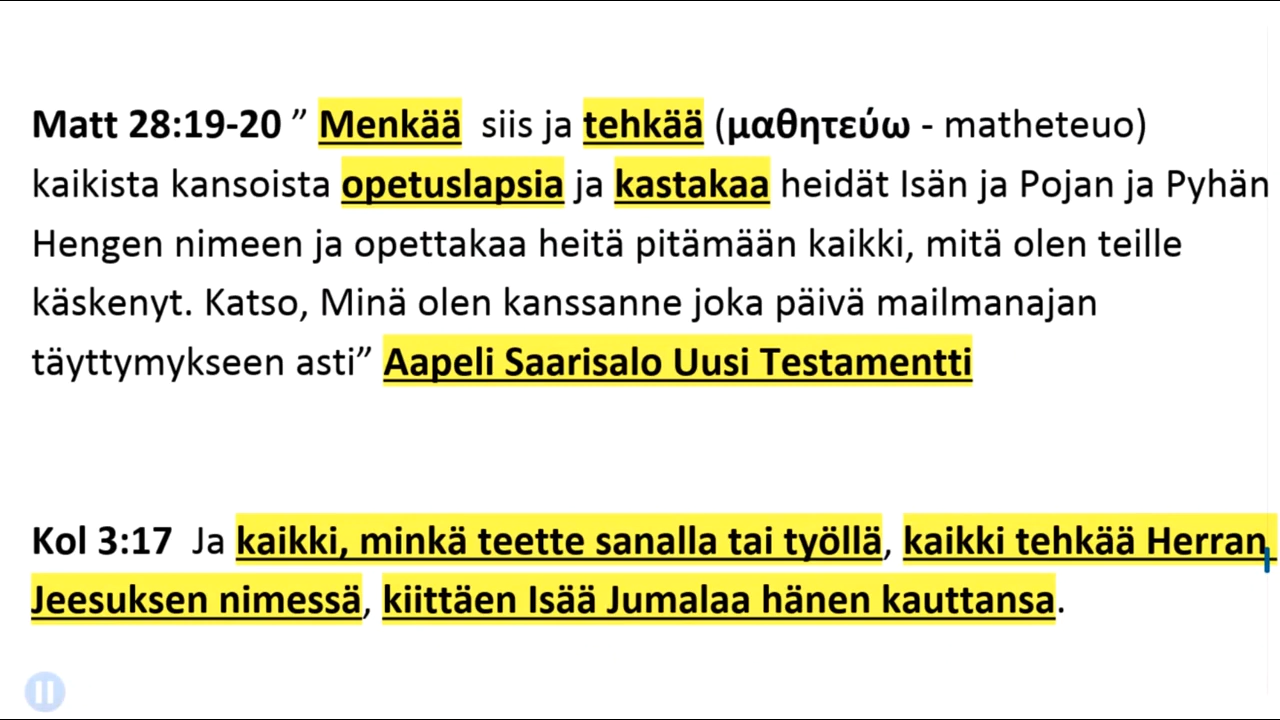 Matt 28:19-20 ” Menkää siis ja tehkää (μαθητεύω - matheteuo)
kaikista kansoista opetuslapsia ja kastakaa heidät Isän ja Pojan ja Pyhän
Hengen nimeen ja opettakaa heitä pitämään kaikki, mitä olen teille
käskenyt. Katso, Minä olen kanssanne joka päivä mailmanajan
täyttymykseen asti” Aapeli Saarisalo Uusi Testamentti
Kol 3:17 Ja kaikki, minkä teette sanalla tai työllä, kaikki tehkää Herran
Jeesuksen nimessä, kiittäen Isää Jumalaa hänen kauttansa.